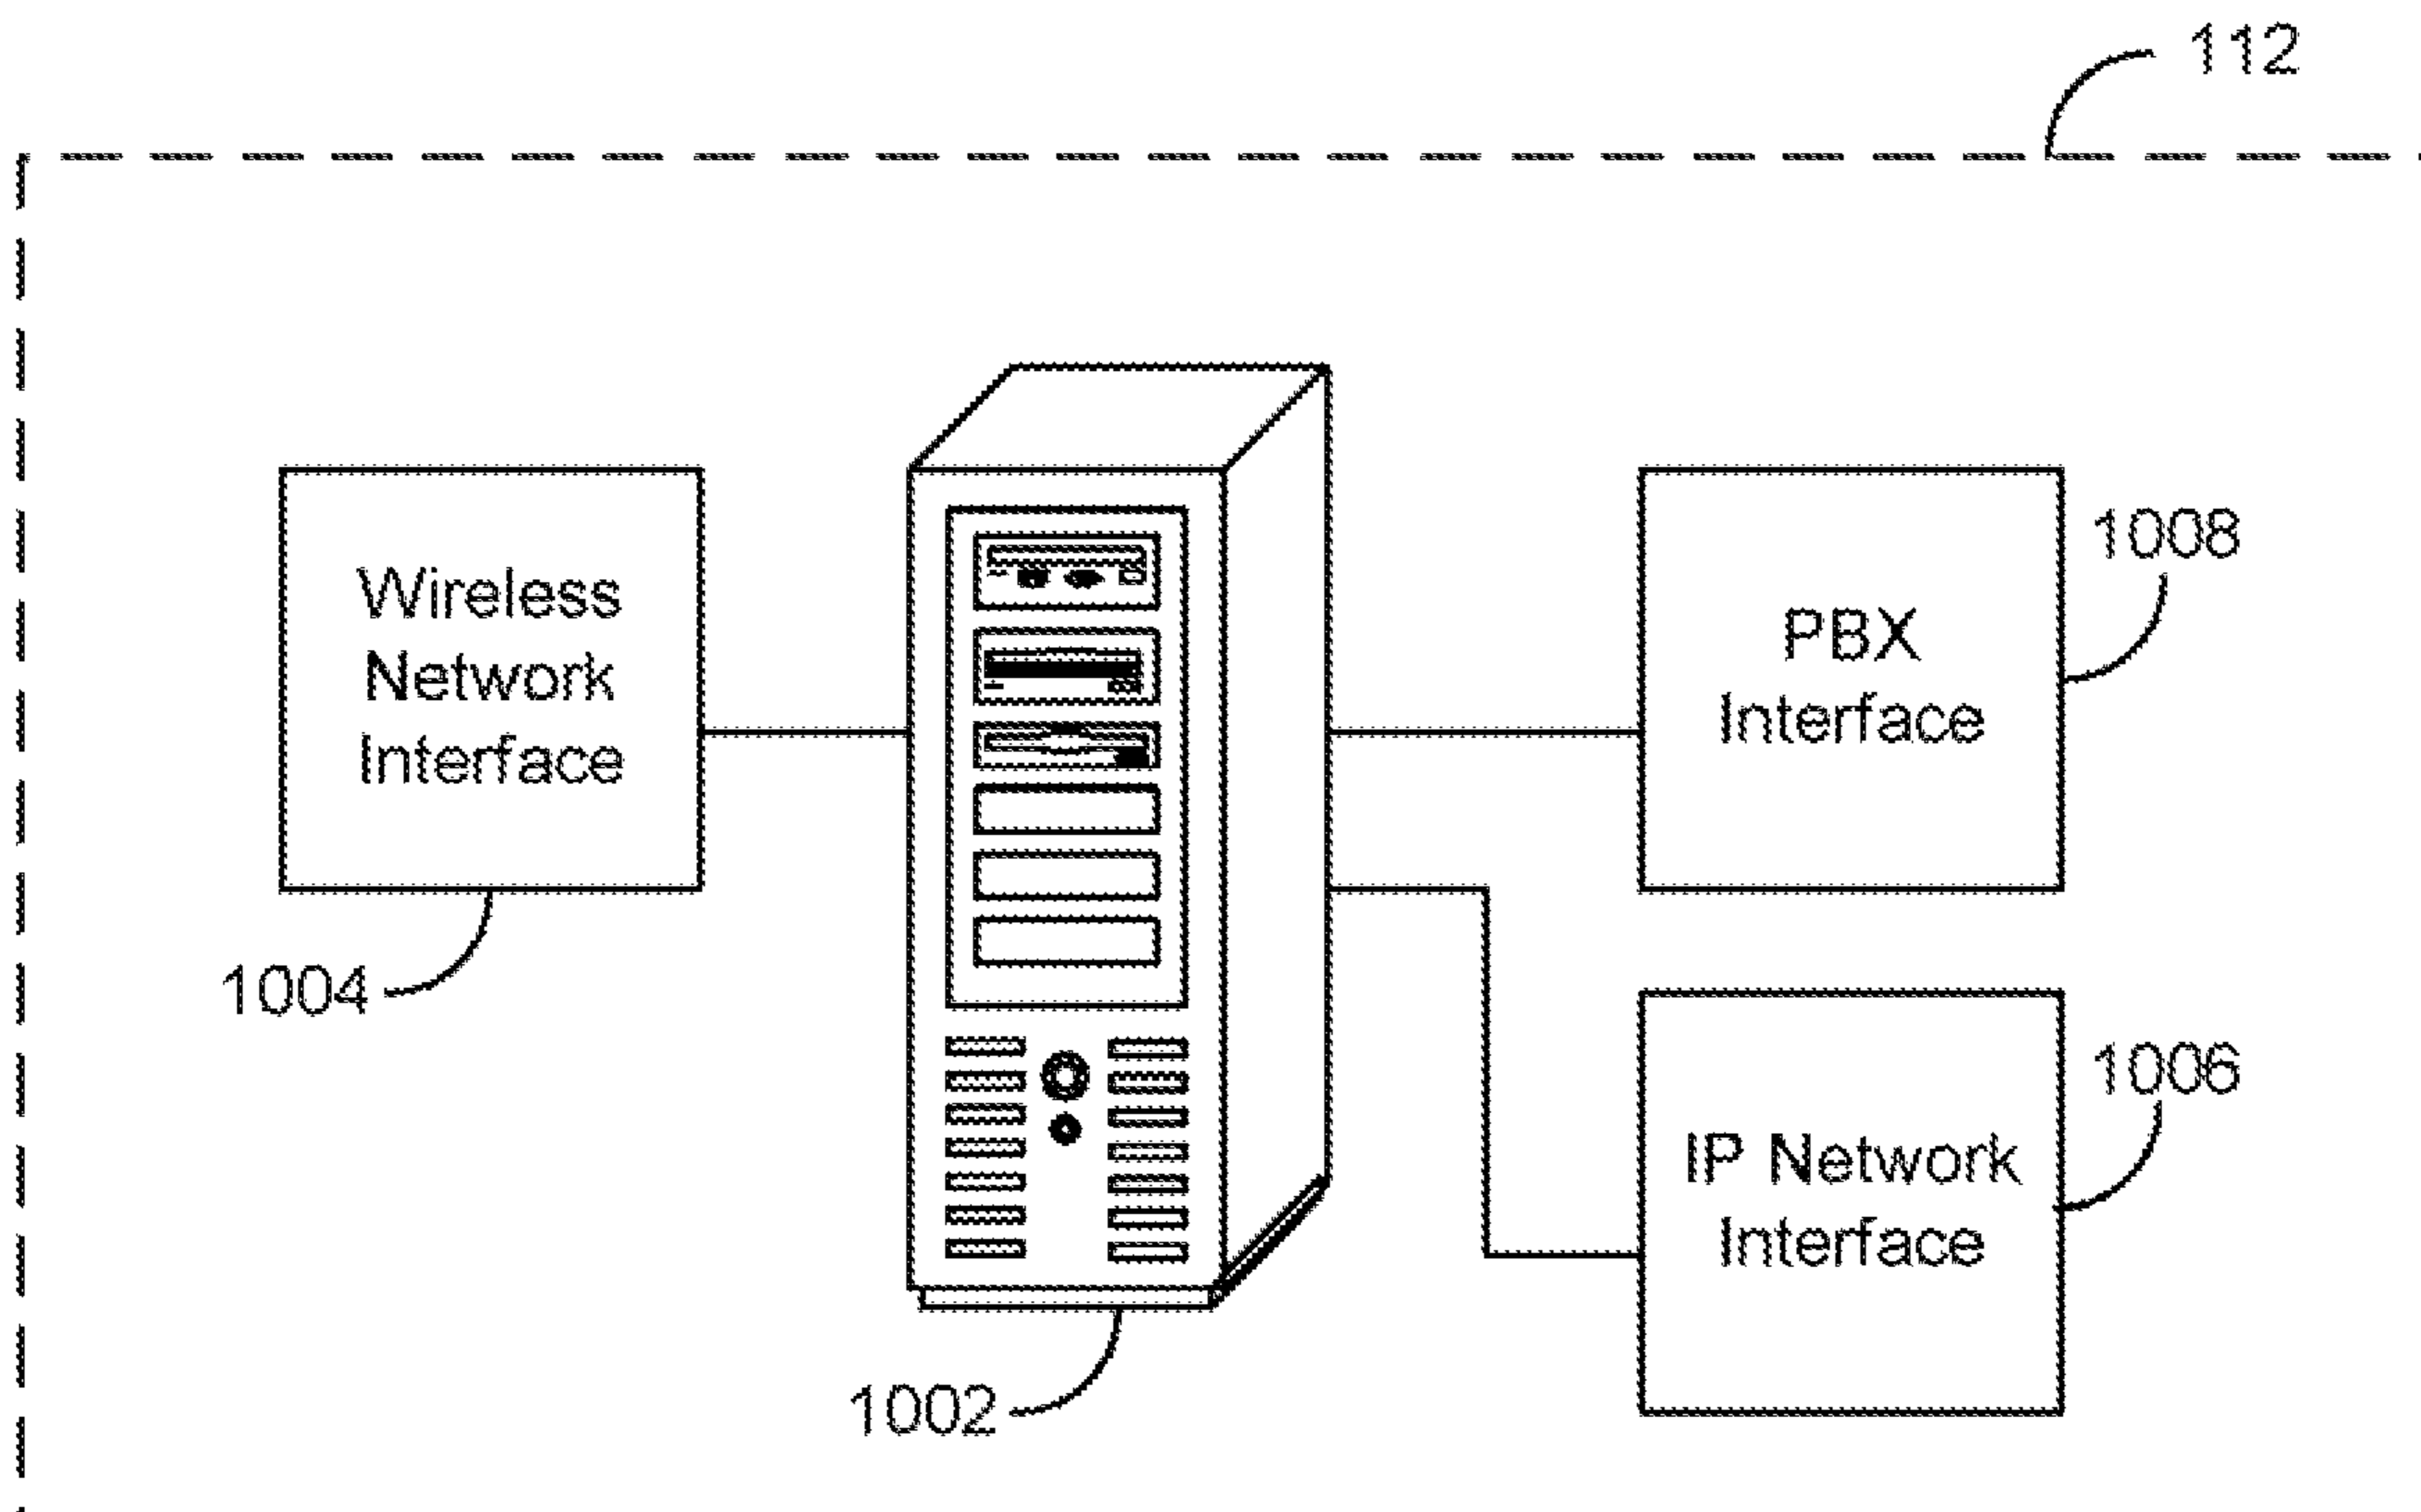 112
Wireless
Network
Interface
1004
1002
PBX
Interface
1008
IP Network
Interface
1006